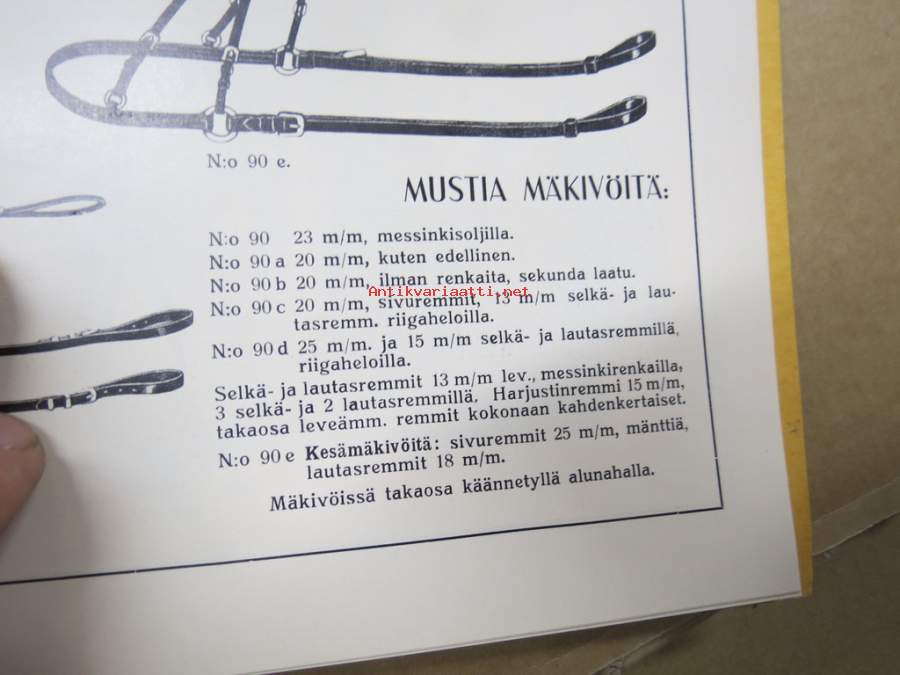 N:o 90 e.
MUSTIA MÄKIVÖITÄ:
N:o 90 23 m/m, messinkisoljilla.
N:o 90 a 20 m/m, kuten edellinen.
N:o 90 b 20 m/m, ilman renkaita, sekunda laatu.
Antikvariaatti.net
N:o 90 c 20 m/m, sivuremmit, 13 m/m selkä- ja lau-
tasremm. riigaheloilla.
N:o 90 d 25 m/m. ja 15 m/m selkä- ja lautasremmillä,
riigaheloilla.
Selkä- ja lautasremmit 13 m/m lev., messinkirenkailla,
3 selkä- ja 2 lautasremmillä. Harjustinremmi 15 m/m,
takaosa leveämm. remmit kokonaan kahdenkertaiset.
N:o 90 e Kesämäkivöitä: sivuremmit 25 m/m, mänttiä,
lautasremmit 18 m/m.
Mäkivöissä takaosa käännetyllä alunahalla.